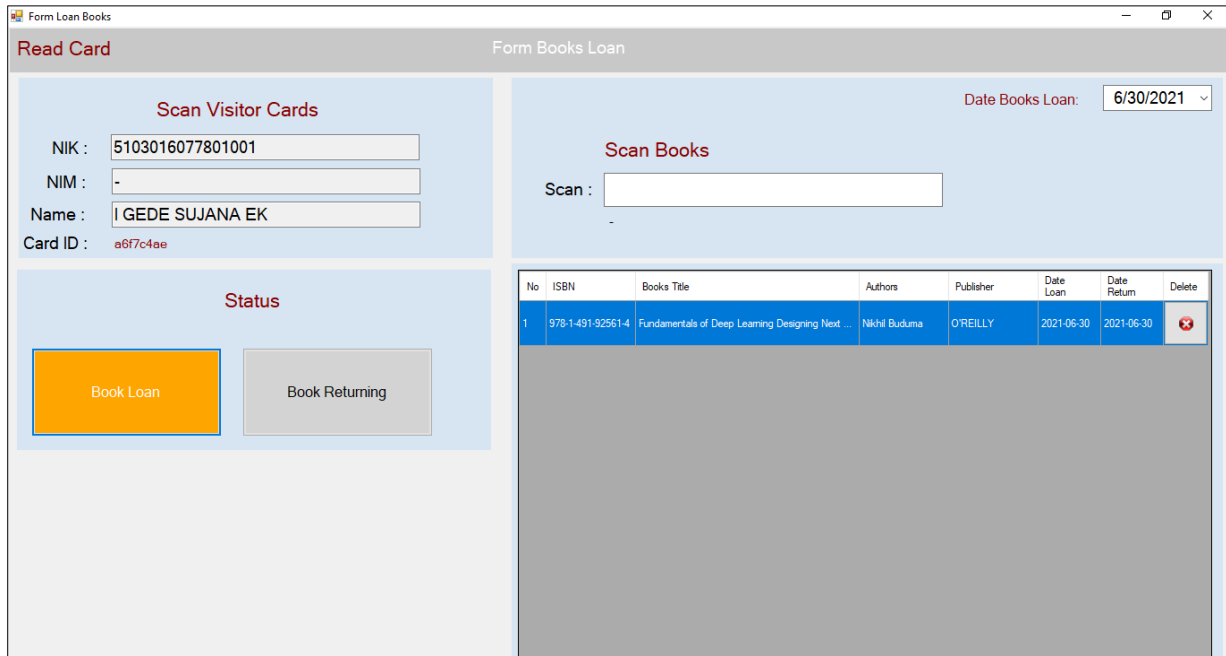 Form Loan Books
Read Card
Form Books Loan
Scan Visitor Cards
NIK : 5103016077801001
NIM : -
Name : I GEDE SUJANA EK
Card ID : a6f7c4ae
Date Books Loan: 6/30/2021
Scan Books
Scan :
-
Status
Book Loan
Book Returning
No ISBN Books Title Authors Publisher Date Loan Date Return Delete
1 978-1-491-92561-4 Fundamentals of Deep Learning Designing Next ... Nikhil Buduma O'REILLY 2021-06-30 2021-06-30